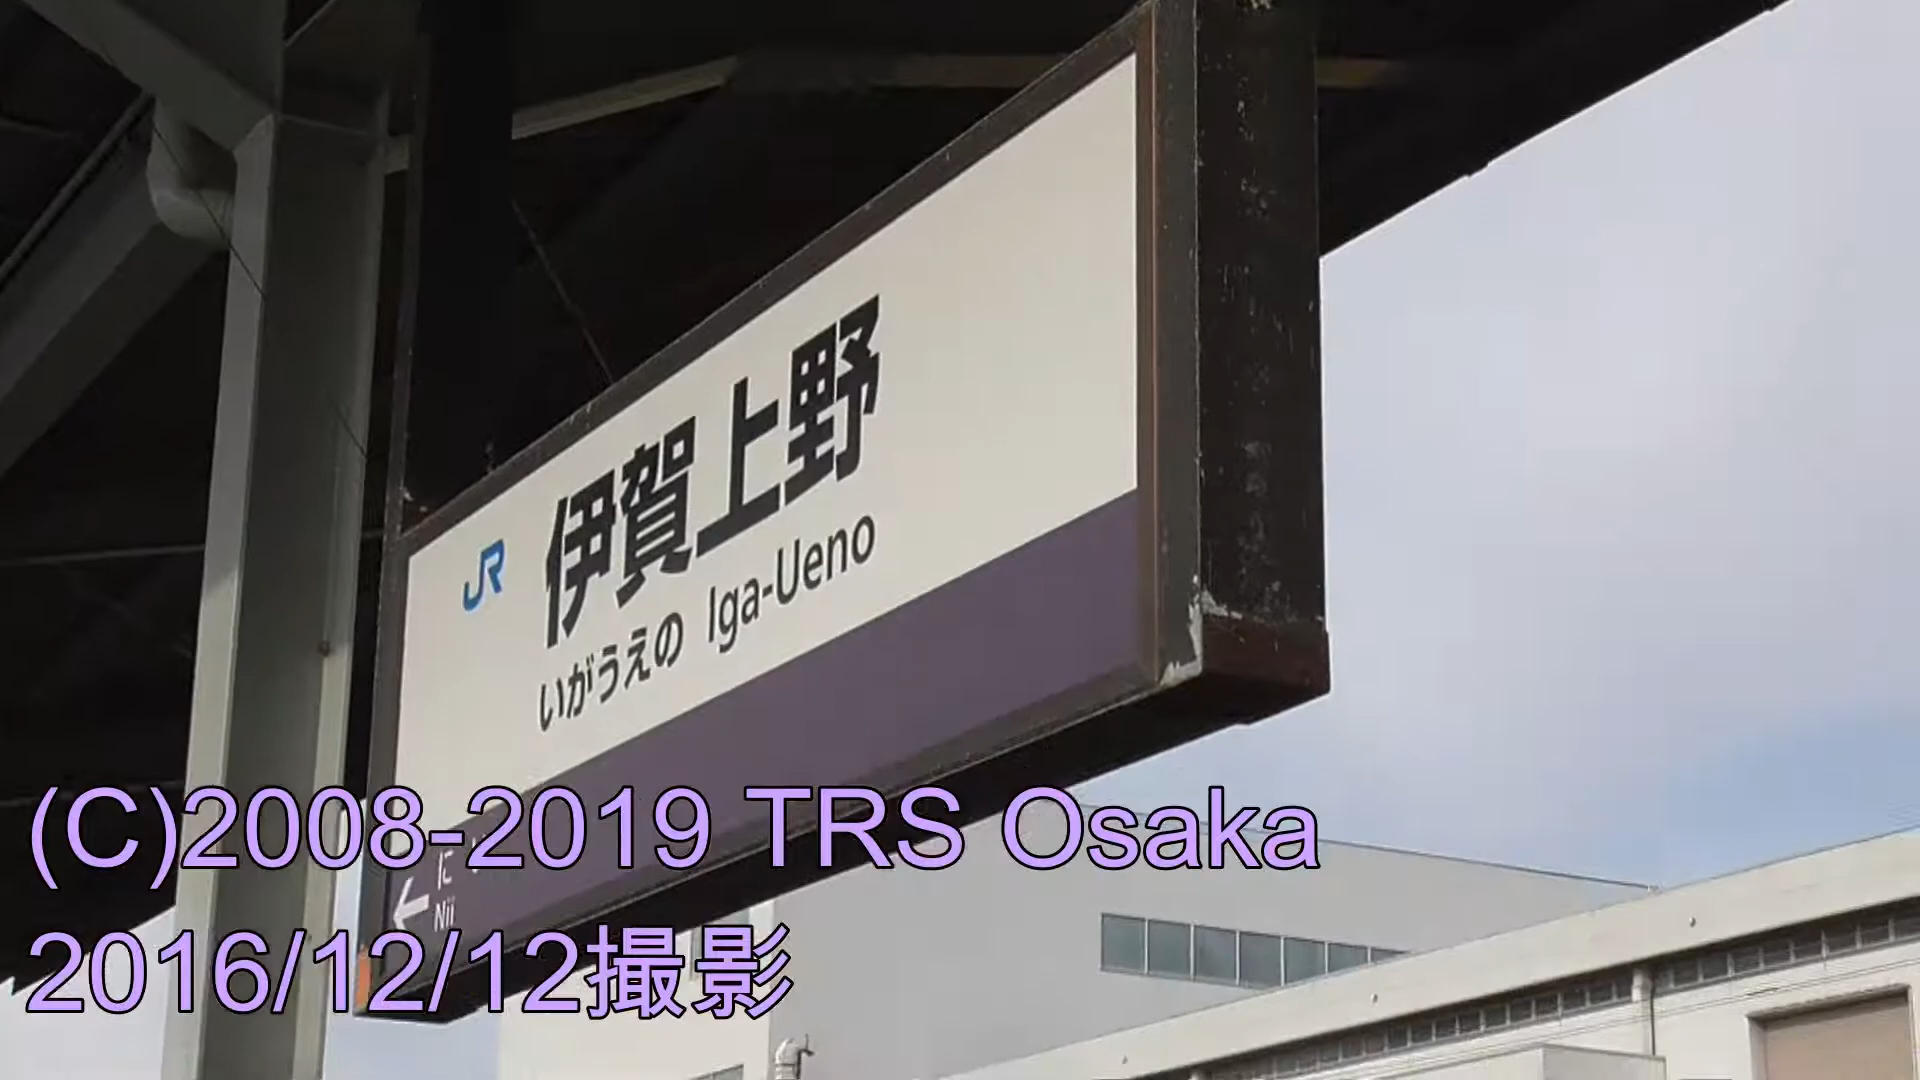 JR
伊賀上野
いがうえの Iga-Ueno
(C)2008-2019 TRS Osaka
2016/12/12撮影